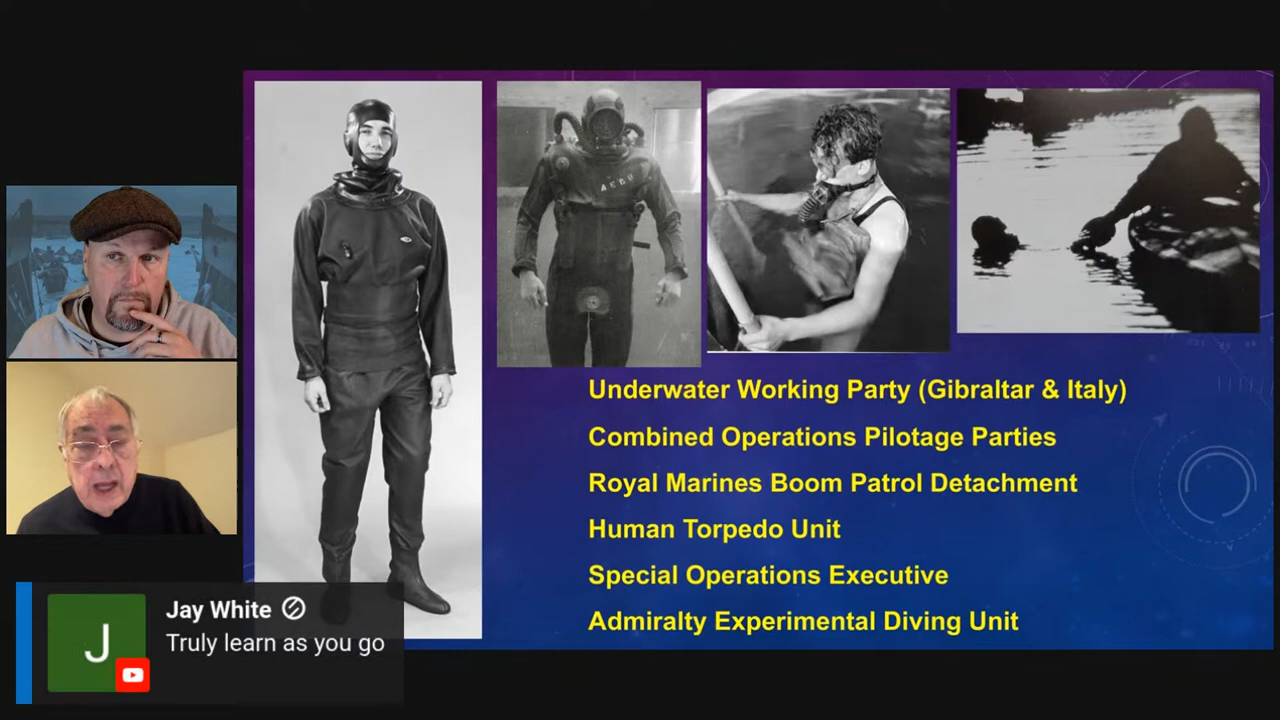 AEDU
Underwater Working Party (Gibraltar & Italy)
Combined Operations Pilotage Parties
Royal Marines Boom Patrol Detachment
Human Torpedo Unit
Special Operations Executive
Admiralty Experimental Diving Unit
J
Jay White
Truly learn as you go